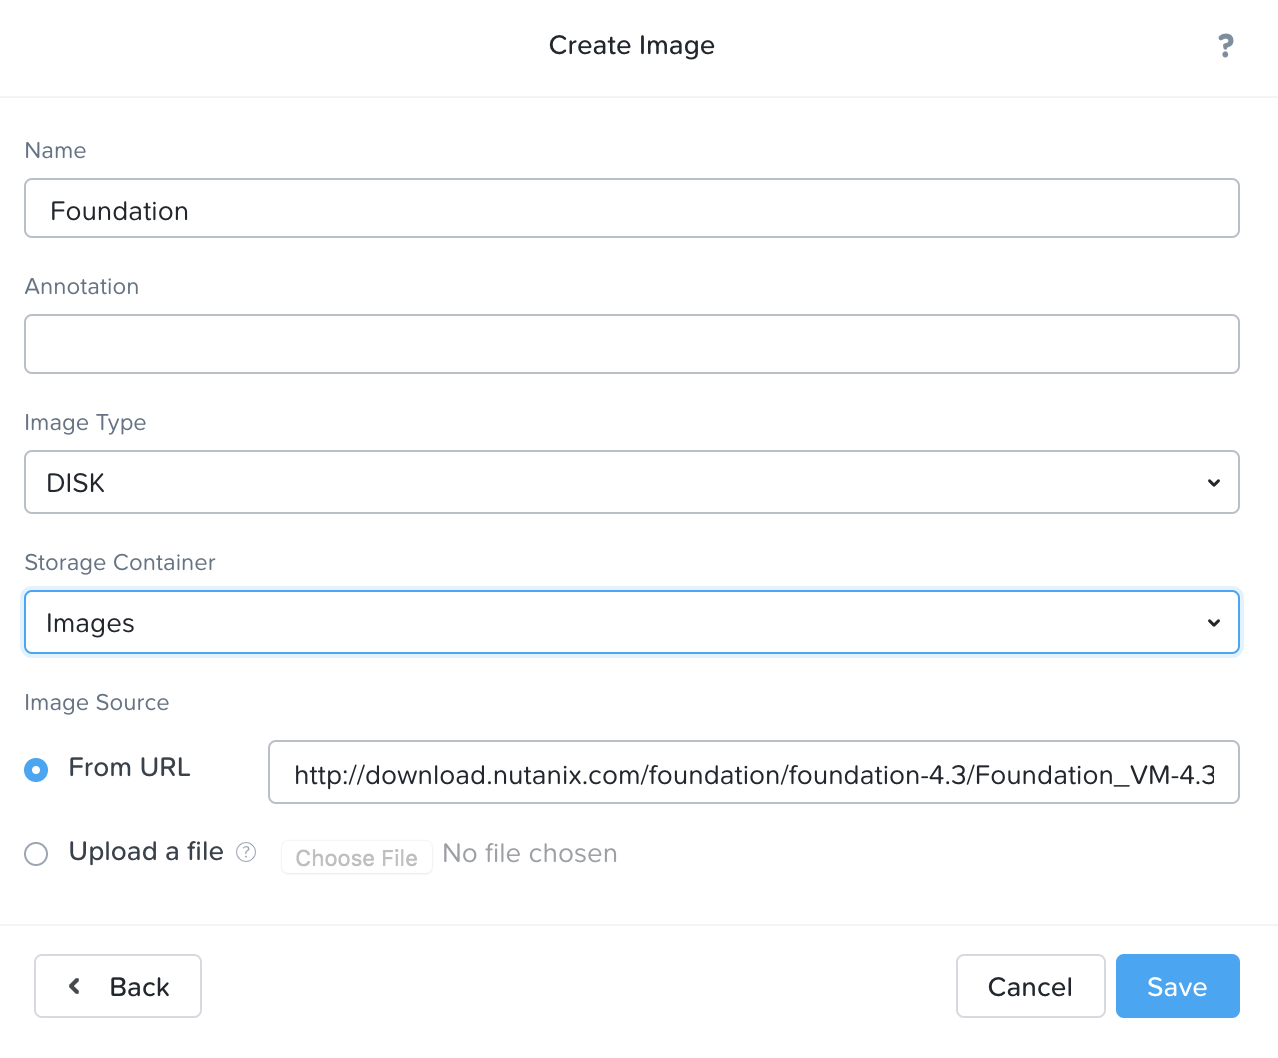 Create Image
?
Name
Foundation
Annotation
Image Type
DISK
Storage Container
Images
Image Source
From URL http://download.nutanix.com/foundation/foundation-4.3/Foundation_VM-4.3
Upload a file ? Choose File No file chosen
Back Cancel Save